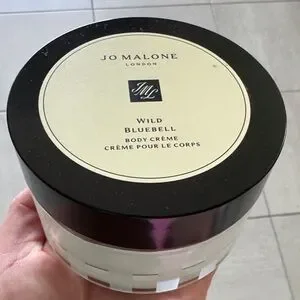 JO MALONE
LONDON
JML
WILD
BLUEBELL
BODY CRÈME
CRÈME POUR LE CORPS